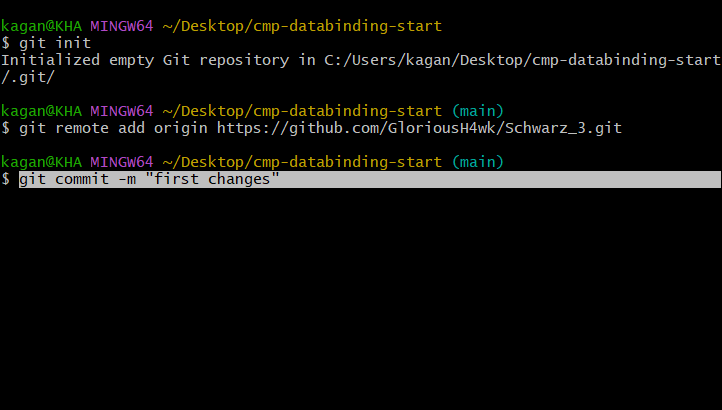 kagan@KHA MINGW64 ~/Desktop/cmp-databinding-start
$ git init
Initialized empty Git repository in C:/Users/kagan/Desktop/cmp-databinding-start
/.git/
kagan@KHA MINGW64 ~/Desktop/cmp-databinding-start (main)
$ git remote add origin https://github.com/GloriousH4wk/Schwarz_3.git
kagan@KHA MINGW64 ~/Desktop/cmp-databinding-start (main)
$ git commit -m "first changes"